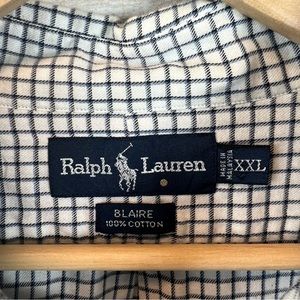 Ralph Lauren
MADE IN
MALAYSIA
XXL
BLAIRE
100% COTTON